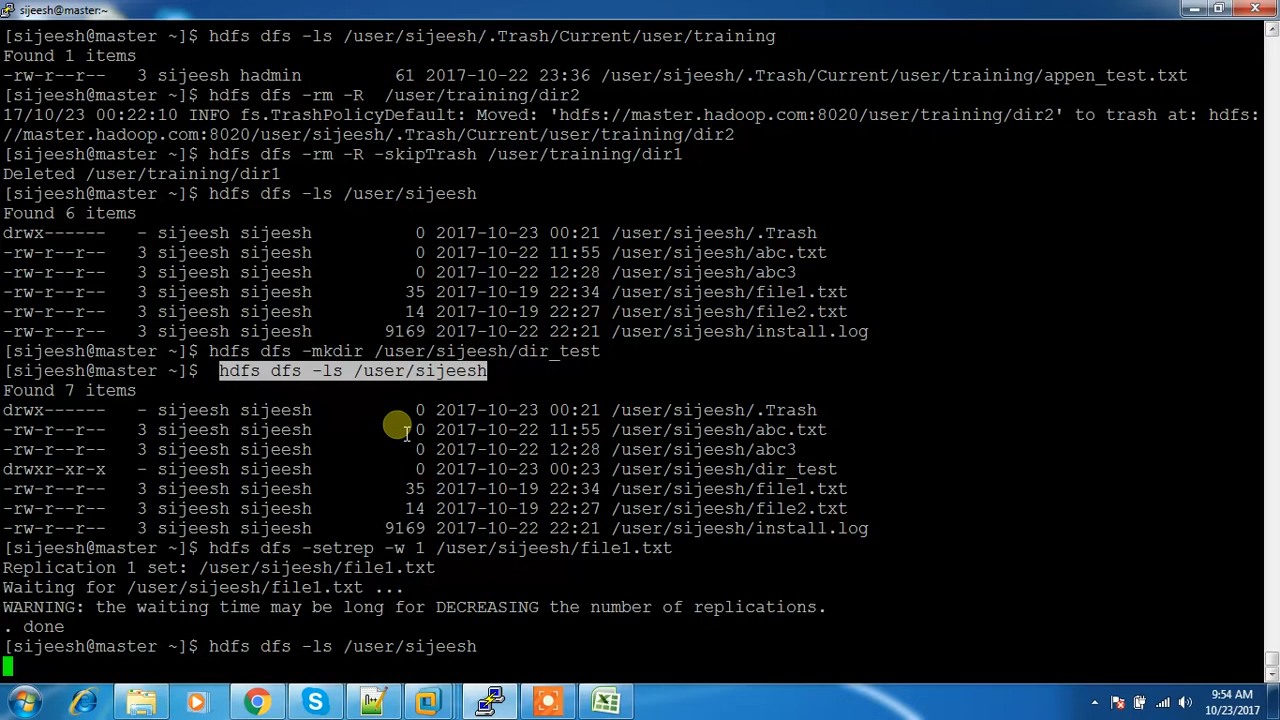 sijeesh@master:~
[sijeesh@master ~]$ hdfs dfs -ls /user/sijeesh/.Trash/Current/user/training
Found 1 items
-rw-r--r--   3 sijeesh hadmin         61 2017-10-22 23:36 /user/sijeesh/.Trash/Current/user/training/appen_test.txt
[sijeesh@master ~]$ hdfs dfs -rm -R  /user/training/dir2
17/10/23 00:22:10 INFO fs.TrashPolicyDefault: Moved: 'hdfs://master.hadoop.com:8020/user/training/dir2' to trash at: hdfs:
//master.hadoop.com:8020/user/sijeesh/.Trash/Current/user/training/dir2
[sijeesh@master ~]$ hdfs dfs -rm -R -skipTrash /user/training/dir1
Deleted /user/training/dir1
[sijeesh@master ~]$ hdfs dfs -ls /user/sijeesh
Found 6 items
drwx------   - sijeesh sijeesh          0 2017-10-23 00:21 /user/sijeesh/.Trash
-rw-r--r--   3 sijeesh sijeesh          0 2017-10-22 11:55 /user/sijeesh/abc.txt
-rw-r--r--   3 sijeesh sijeesh          0 2017-10-22 12:28 /user/sijeesh/abc3
-rw-r--r--   3 sijeesh sijeesh         35 2017-10-19 22:34 /user/sijeesh/file1.txt
-rw-r--r--   3 sijeesh sijeesh         14 2017-10-19 22:27 /user/sijeesh/file2.txt
-rw-r--r--   3 sijeesh sijeesh       9169 2017-10-22 22:21 /user/sijeesh/install.log
[sijeesh@master ~]$ hdfs dfs -mkdir /user/sijeesh/dir_test
[sijeesh@master ~]$  hdfs dfs -ls /user/sijeesh
Found 7 items
drwx------   - sijeesh sijeesh          0 2017-10-23 00:21 /user/sijeesh/.Trash
-rw-r--r--   3 sijeesh sijeesh          0 2017-10-22 11:55 /user/sijeesh/abc.txt
-rw-r--r--   3 sijeesh sijeesh          0 2017-10-22 12:28 /user/sijeesh/abc3
drwxr-xr-x   - sijeesh sijeesh          0 2017-10-23 00:23 /user/sijeesh/dir_test
-rw-r--r--   3 sijeesh sijeesh         35 2017-10-19 22:34 /user/sijeesh/file1.txt
-rw-r--r--   3 sijeesh sijeesh         14 2017-10-19 22:27 /user/sijeesh/file2.txt
-rw-r--r--   3 sijeesh sijeesh       9169 2017-10-22 22:21 /user/sijeesh/install.log
[sijeesh@master ~]$ hdfs dfs -setrep -w 1 /user/sijeesh/file1.txt
Replication 1 set: /user/sijeesh/file1.txt
Waiting for /user/sijeesh/file1.txt ...
WARNING: the waiting time may be long for DECREASING the number of replications.
. done
[sijeesh@master ~]$ hdfs dfs -ls /user/sijeesh
9:54 AM
10/23/2017